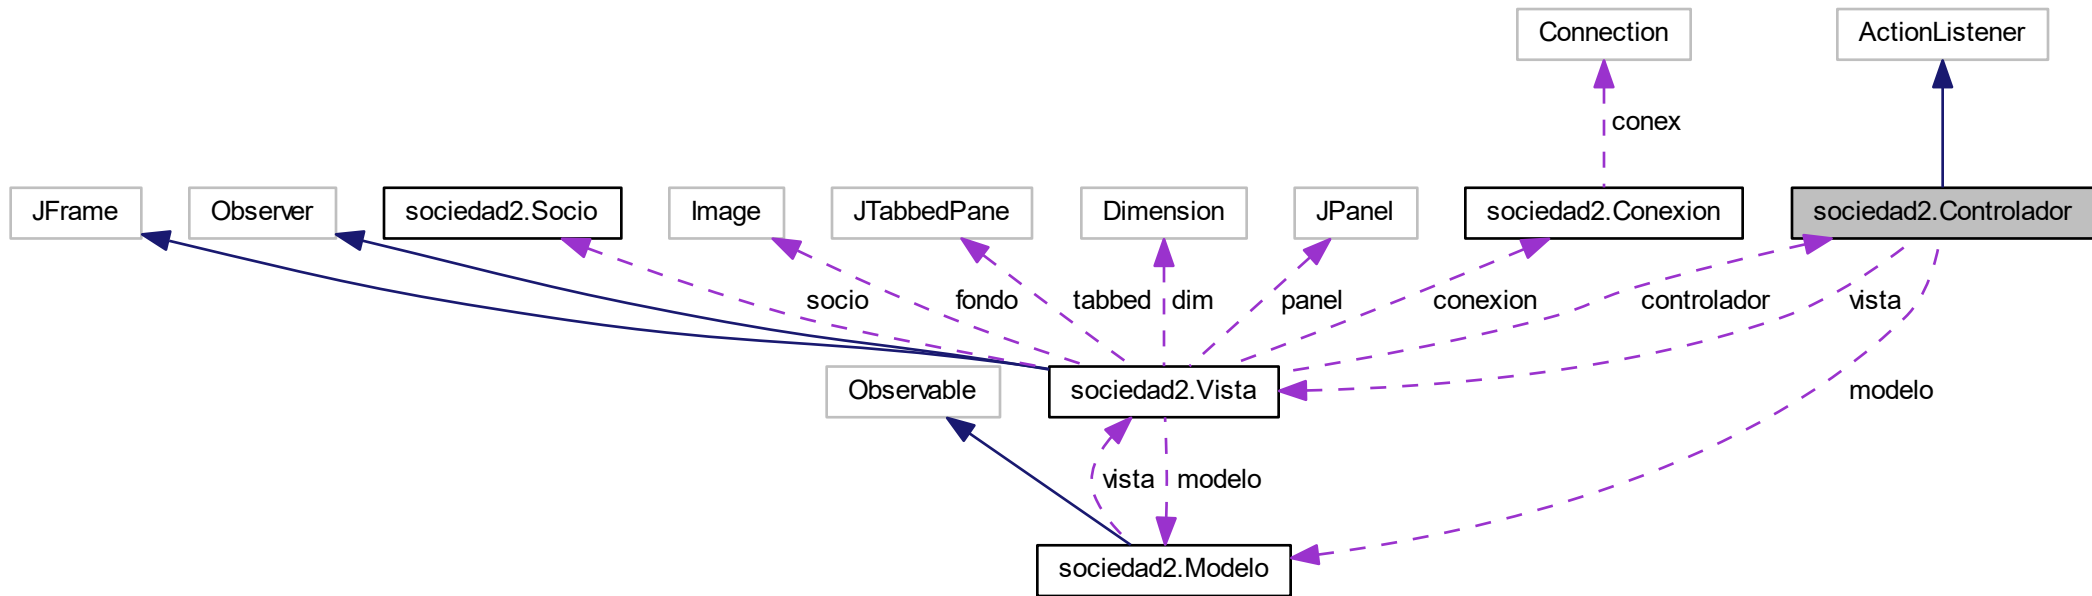 Connection
ActionListener
conex
JFrame
Observer
sociedad2.Socio
Image
JTabbedPane
Dimension
JPanel
sociedad2.Conexion
sociedad2.Controlador
socio
fondo
tabbed
dim
panel
conexion
controlador
vista
Observable
sociedad2.Vista
modelo
vista
modelo
sociedad2.Modelo